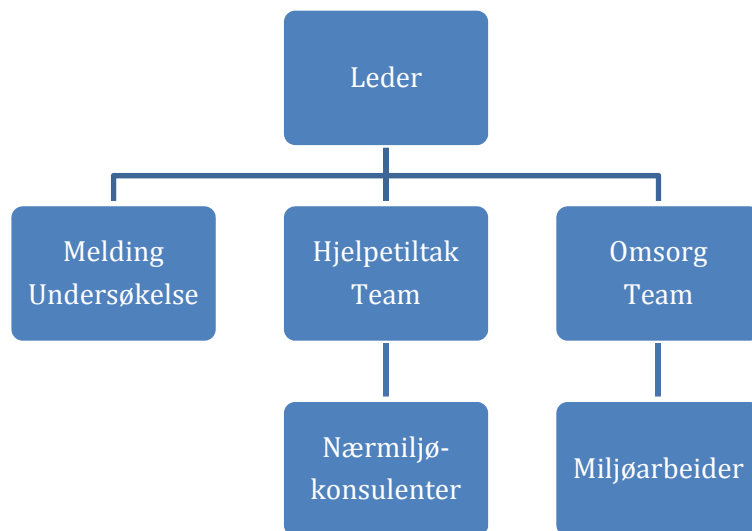 Leder
Melding
Undersøkelse
Hjelpetiltak
Team
Omsorg
Team
Nærmiljø-
konsulenter
Miljøarbeider